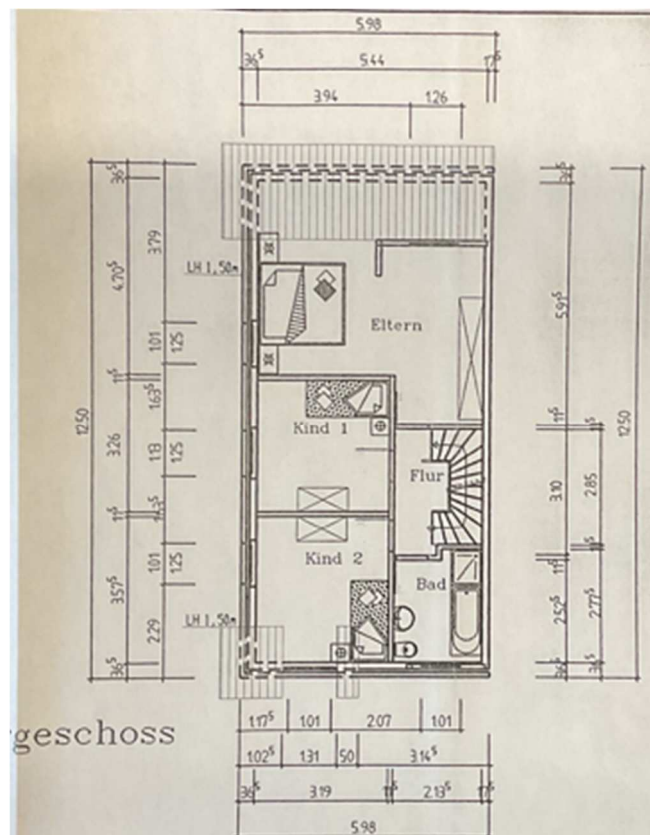 5.98
36⁵ 5.44 17⁵
3.94 1.26
36⁵
3.79
4.70⁵
LH 1,50m
1.01 1.25
11⁵
1.63⁵
12.50
3.26
1.13 1.25
11⁵
1.01 1.25
3.57⁵
2.29
LH 1,50m
36⁵
Eltern
Kind 1
Flur
Kind 2
Bad
5.93⁵
12.50
11⁵
3.10 2.85
11⁵
2.52⁵ 2.77⁵
36⁵ 36⁵
rgeschoss
1.17⁵ 1.01 2.07 1.01
1.02⁵ 1.31 50 3.14⁵
36⁵ 3.19 11⁵ 2.13⁵ 17⁵
5.98